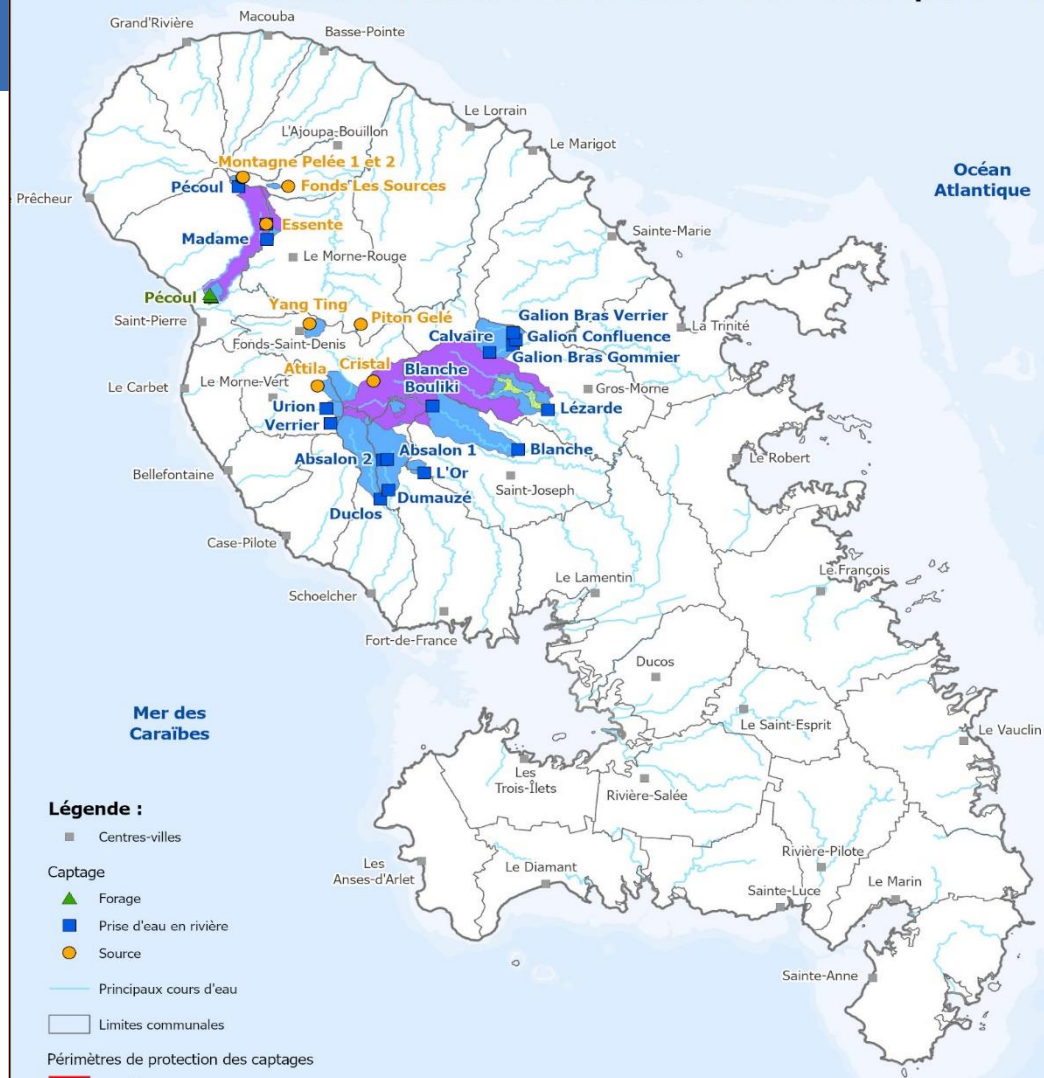 Grand'Rivière
Macouba
Basse-Pointe
Le Lorrain
L'Ajoupa-Bouillon
Le Marigot
Montagne Pelée 1 et 2
Océan
Atlantique
Pécoul
Fonds Les Sources
Prêcheur
Essente
Madame
Sainte-Marie
Le Morne-Rouge
Pécoul
Yang Ting
Piton Gelé
Galion Bras Verrier
Saint-Pierre
La Trinité
Calvaire
Galion Confluence
Fonds-Saint-Denis
Galion Bras Gommier
Attila
Cristal
Blanche
Bouliki
Le Carbet
Le Morne-Vert
Gros-Morne
Urion
Lézarde
Verrier
Absalon 2
Absalon 1
Blanche
Le Robert
Bellefontaine
L'Or
Saint-Joseph
Dumauzé
Duclos
Case-Pilote
Le François
Le Lamentin
Schoelcher
Fort-de-France
Ducos
Mer des
Caraïbes
Le Saint-Esprit
Le Vauclin
Les
Trois-Îlets
Rivière-Salée
Légende :
Centres-villes
Rivière-Pilote
Les
Anses-d'Arlet
Le Diamant
Captage
Sainte-Luce
Le Marin
Forage
Prise d'eau en rivière
Source
Sainte-Anne
Principaux cours d'eau
Limites communales
Périmètres de protection des captages